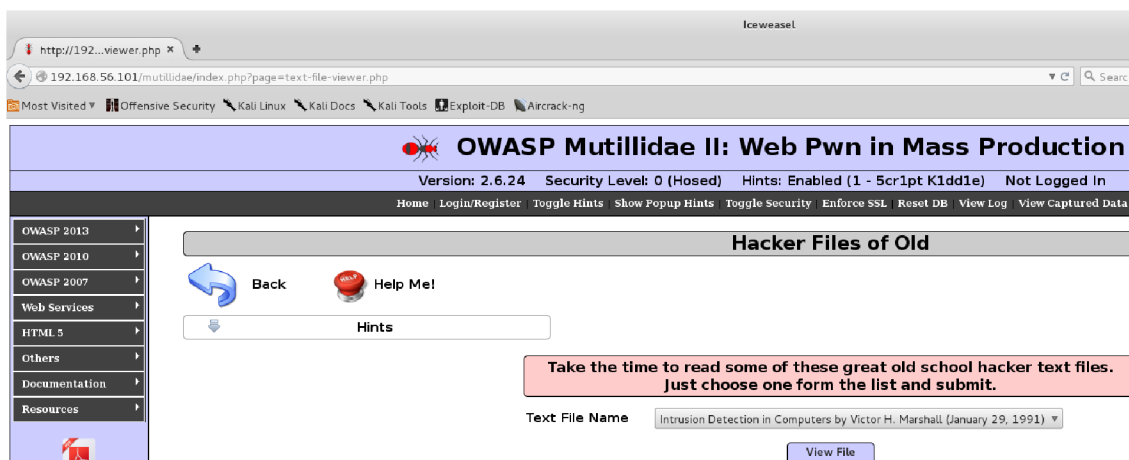 Iceweasel
http://192...viewer.php
192.168.56.101/mutillidae/index.php?page=text-file-viewer.php
Most Visited Offensive Security Kali Linux Kali Docs Kali Tools Exploit-DB Aircrack-ng
OWASP Mutillidae II: Web Pwn in Mass Production
Version: 2.6.24 Security Level: 0 (Hosed) Hints: Enabled (1 - 5cr1pt K1dd1e) Not Logged In
Home | Login/Register | Toggle Hints | Show Popup Hints | Toggle Security | Enforce SSL | Reset DB | View Log | View Captured Data
OWASP 2013
OWASP 2010
OWASP 2007
Web Services
HTML 5
Others
Documentation
Resources
Hacker Files of Old
Back
HELP
Help Me!
Hints
Take the time to read some of these great old school hacker text files.
Just choose one form the list and submit.
Text File Name
Intrusion Detection in Computers by Victor H. Marshall (January 29, 1991)
View File